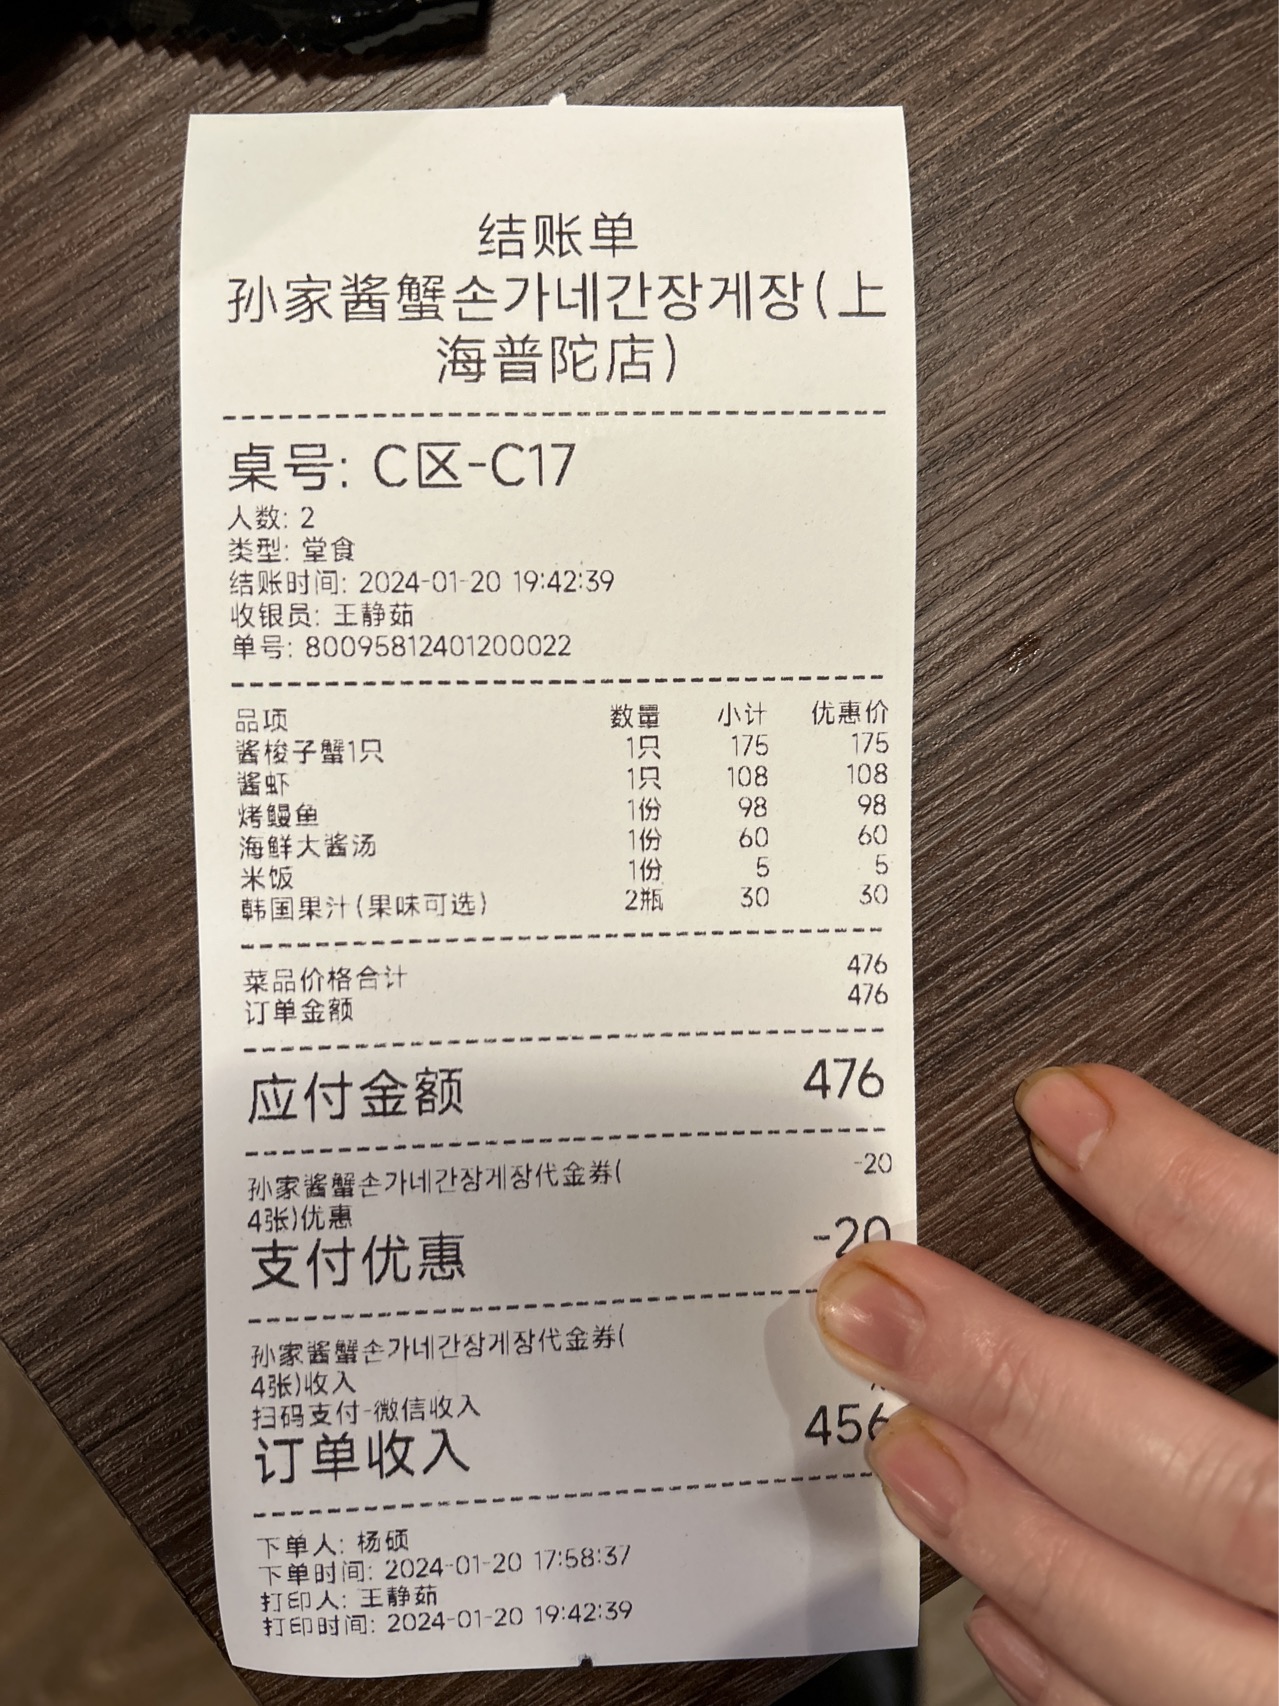 结账单
孙家酱蟹손가네간장게장(上
海普陀店)
桌号: C区-C17
人数: 2
类型: 堂食
结账时间: 2024-01-20 19:42:39
收银员: 王静茹
单号: 80095812401200022
品项 数量 小计 优惠价
酱梭子蟹1只 1只 175 175
酱虾 1只 108 108
烤鳗鱼 1份 98 98
海鲜大酱汤 1份 60 60
米饭 1份 5 5
韩国果汁(果味可选) 2瓶 30 30
菜品价格合计 476
订单金额 476
应付金额 476
孙家酱蟹손가네간장게장代金券( -20
4张)优惠
支付优惠 -20
孙家酱蟹손가네간장게장代金券(
4张)收入
扫码支付-微信收入
订单收入 456
下单人: 杨硕
下单时间: 2024-01-20 17:58:37
打印人: 王静茹
打印时间: 2024-01-20 19:42:39